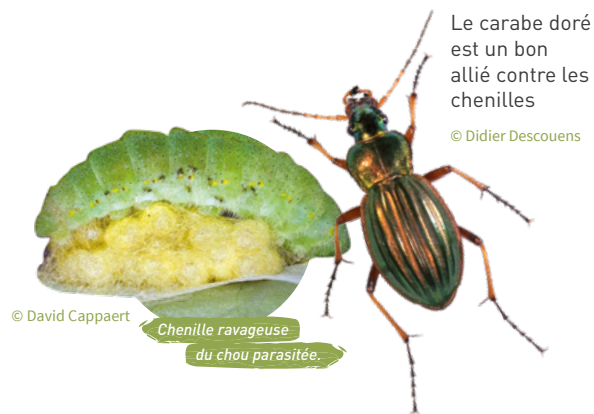 Le carabe doré
est un bon
allié contre les
chenilles
© Didier Descouens
© David Cappaert
Chenille ravageuse
du chou parasitée.